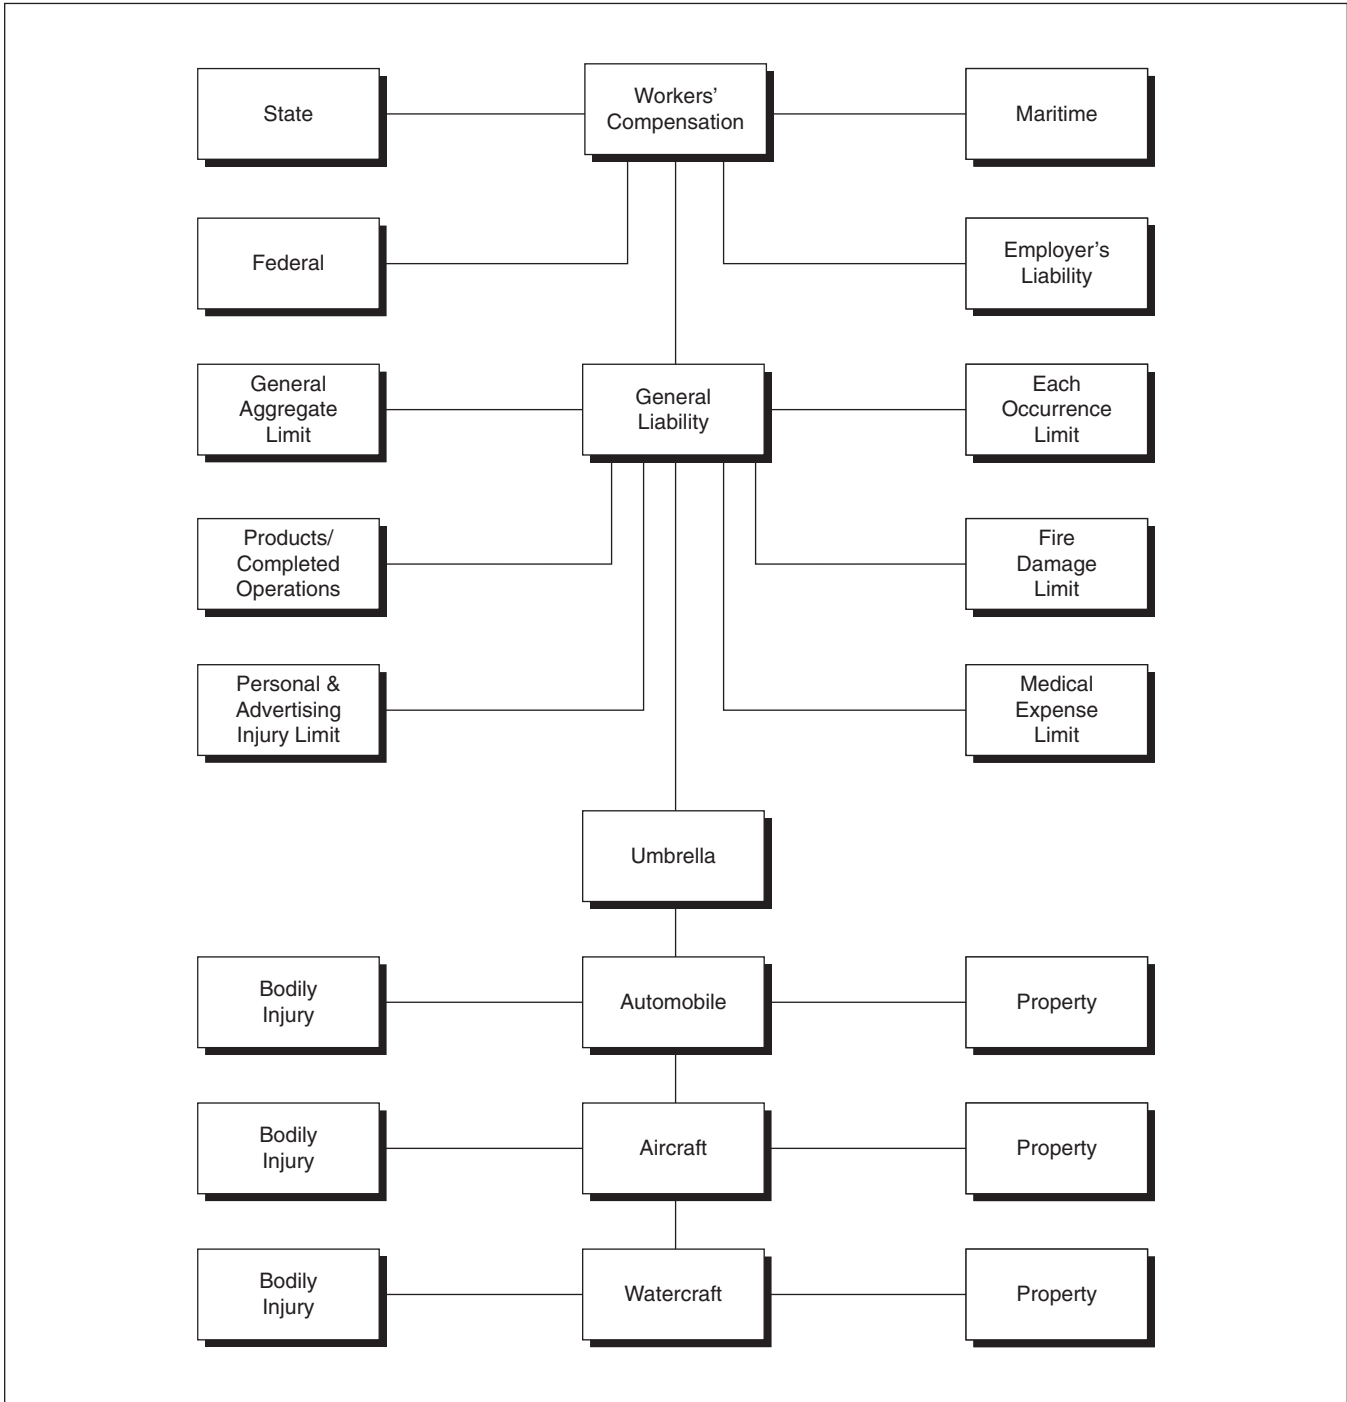 State
Workers’
Compensation
Maritime
Federal
Employer’s
Liability
General
Aggregate
Limit
General
Liability
Each
Occurrence
Limit
Products/
Completed
Operations
Fire
Damage
Limit
Personal &
Advertising
Injury Limit
Medical
Expense
Limit
Umbrella
Bodily
Injury
Automobile
Property
Bodily
Injury
Aircraft
Property
Bodily
Injury
Watercraft
Property